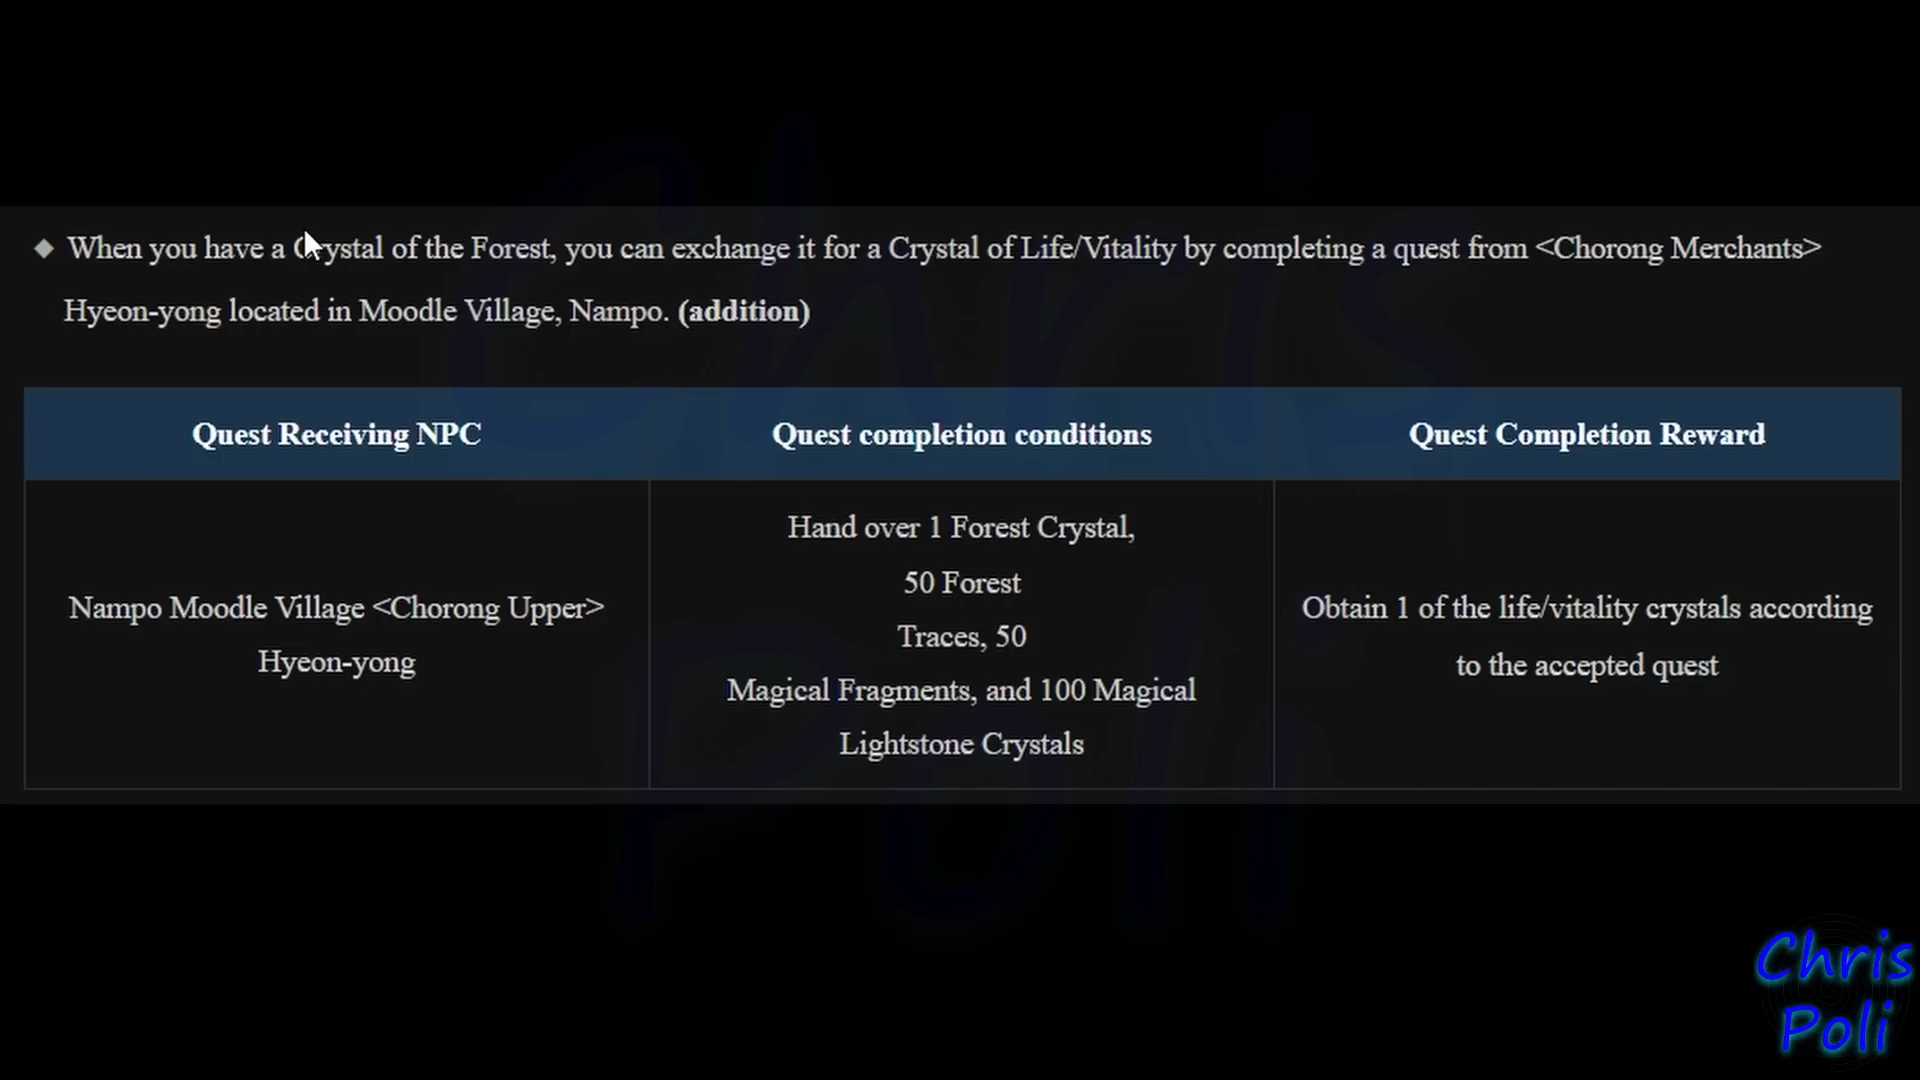 ◆ When you have a Crystal of the Forest, you can exchange it for a Crystal of Life/Vitality by completing a quest from <Chorong Merchants>
Hyeon-yong located in Moodle Village, Nampo. (addition)
Quest Receiving NPC
Quest completion conditions
Quest Completion Reward
Nampo Moodle Village <Chorong Upper>
Hyeon-yong
Hand over 1 Forest Crystal,
50 Forest
Traces, 50
Magical Fragments, and 100 Magical
Lightstone Crystals
Obtain 1 of the life/vitality crystals according
to the accepted quest
Chris
Poli
Chris
Poli